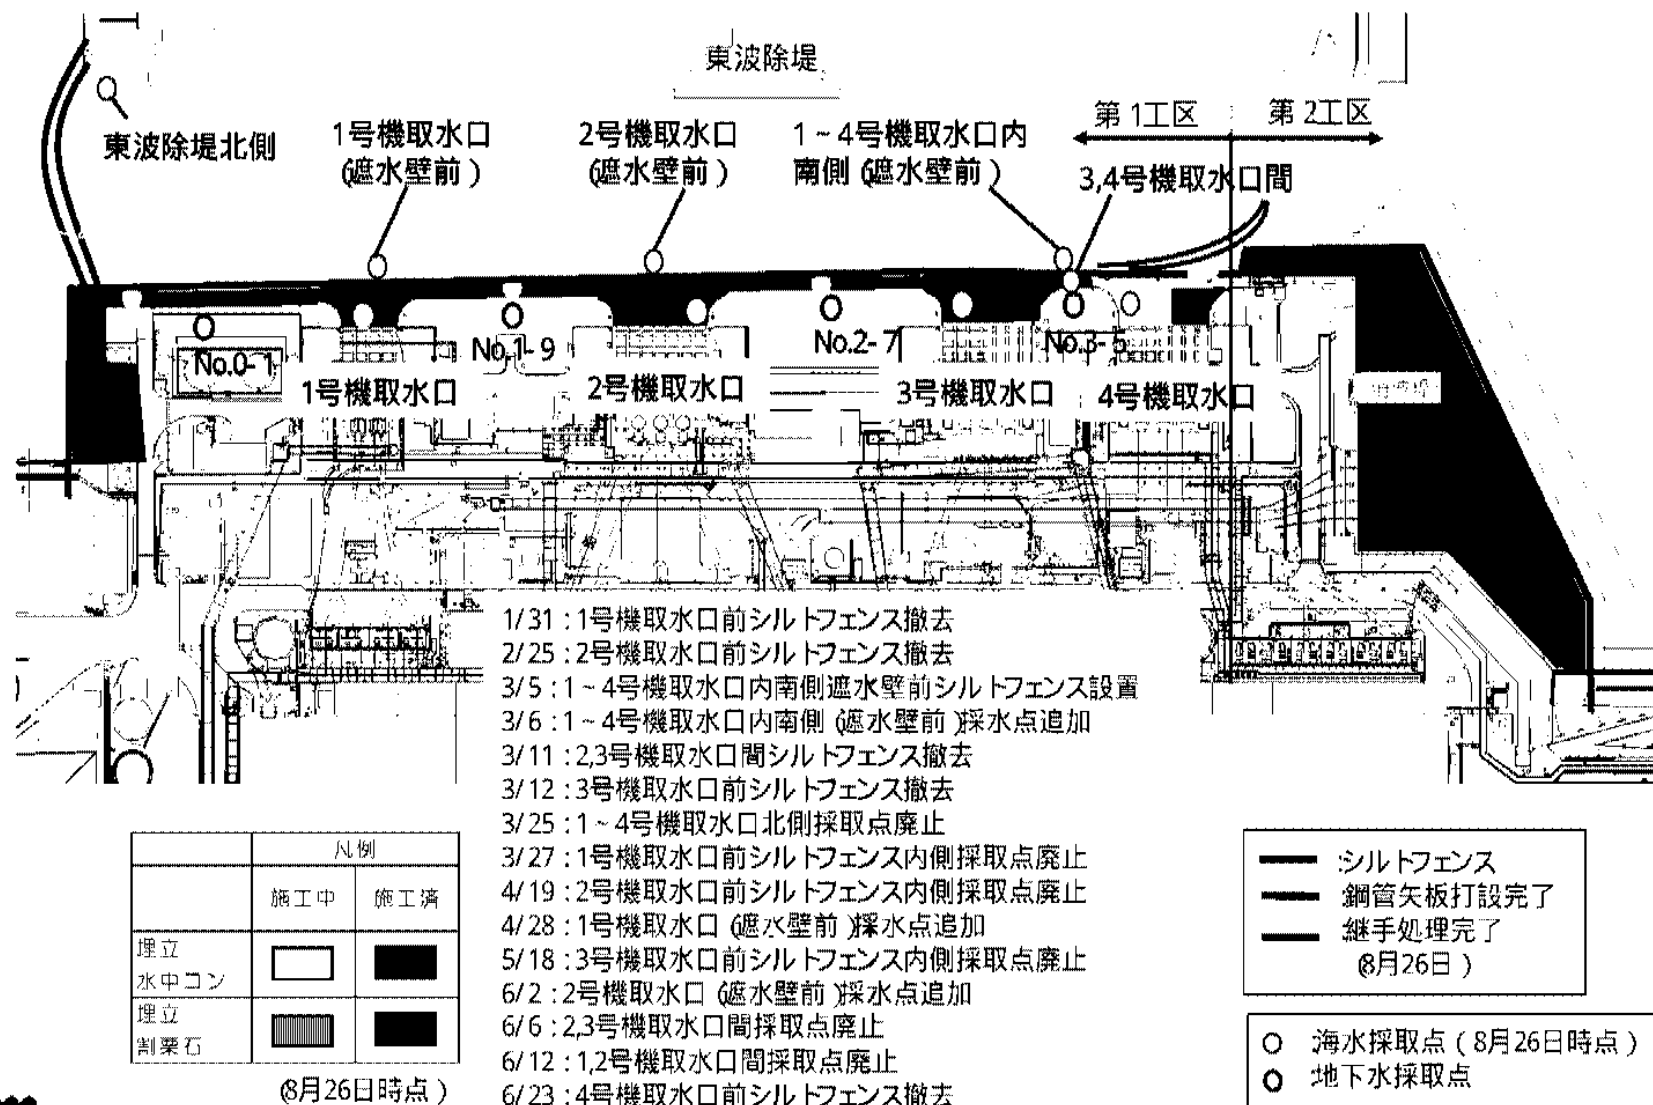 東波除堤
東波除堤北側
1号機取水口
(遮水壁前)
2号機取水口
(遮水壁前)
1~4号機取水口内
南側(遮水壁前)
第1工区
第2工区
3,4号機取水口間
No.0-1
No.1-9
No.2-7
No.3-5
1号機取水口
2号機取水口
3号機取水口
4号機取水口
1/31:1号機取水口前シルトフェンス撤去
2/25:2号機取水口前シルトフェンス撤去
3/5:1~4号機取水口内南側遮水壁前シルトフェンス設置
3/6:1~4号機取水口内南側(遮水壁前)採水点追加
3/11:2,3号機取水口間シルトフェンス撤去
3/12:3号機取水口前シルトフェンス撤去
3/25:1~4号機取水口北側採取点廃止
3/27:1号機取水口前シルトフェンス内側採取点廃止
4/19:2号機取水口前シルトフェンス内側採取点廃止
4/28:1号機取水口(遮水壁前)採水点追加
5/18:3号機取水口前シルトフェンス内側採取点廃止
6/2:2号機取水口(遮水壁前)採水点追加
6/6:2,3号機取水口間採取点廃止
6/12:1,2号機取水口間採取点廃止
6/23:4号機取水口前シルトフェンス撤去
凡例
施工中 施工済
埋立
水中コン
埋立
割栗石
(8月26日時点)
:シルトフェンス
:鋼管矢板打設完了
継手処理完了
(8月26日)
海水採取点(8月26日時点)
地下水採取点